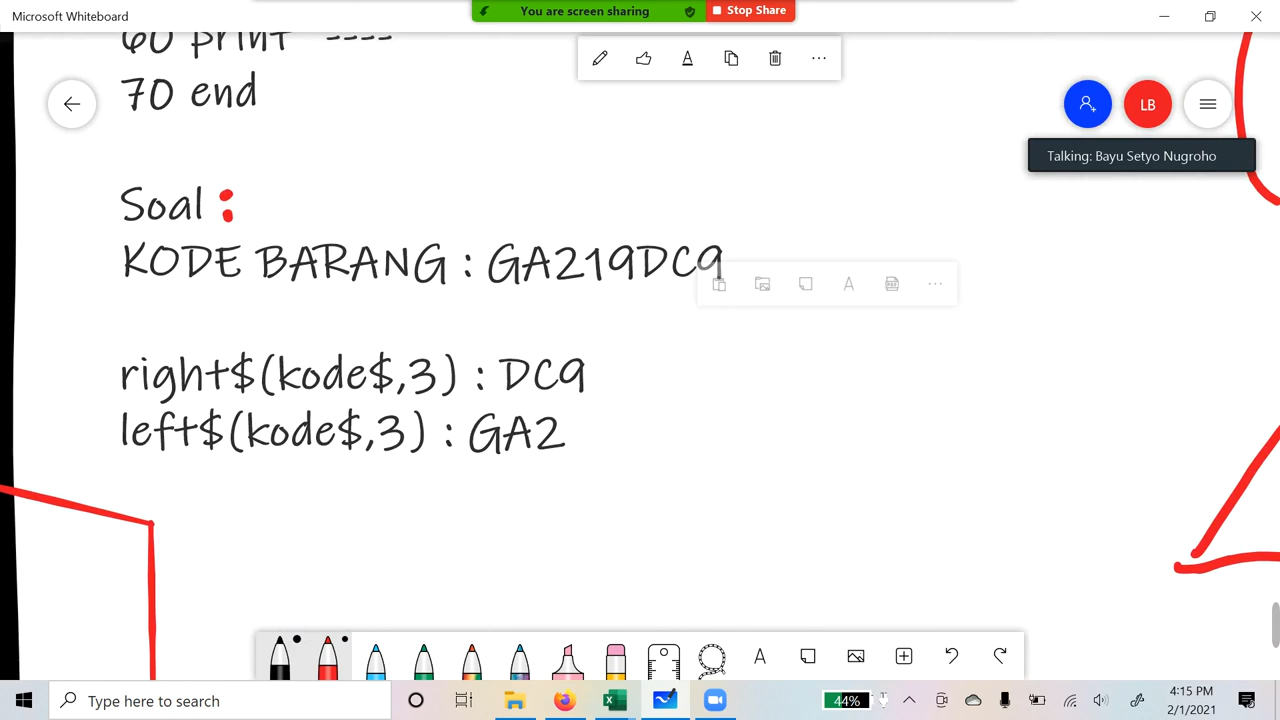 You are screen sharing
Stop Share
Microsoft Whiteboard
60 print ----
70 end
LB
Talking: Bayu Setyo Nugroho
Soal :
KODE BARANG : GA219DC9
right$(kode$,3) : DC9
left$(kode$,3) : GA2
Type here to search
44%
4:15 PM
2/1/2021